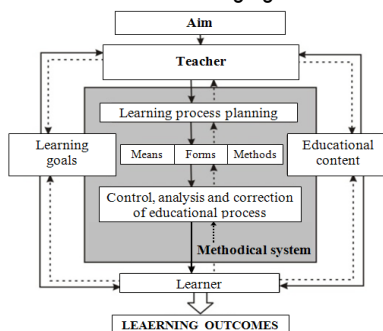 Aim
Teacher
Learning process planning
Learning
goals
Means Forms Methods
Educational
content
Control, analysis and correction
of educational process
Methodical system
Learner
LEAERNING OUTCOMES